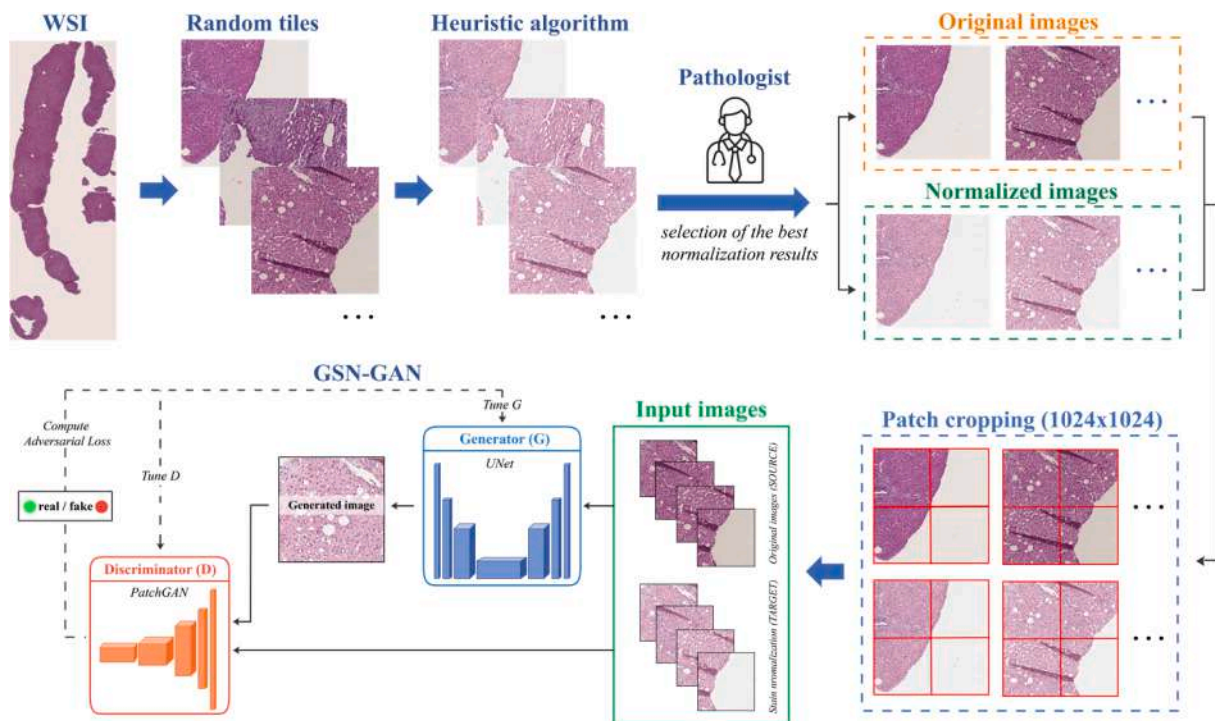 WSI
Random tiles
Heuristic algorithm
Pathologist
selection of the best
normalization results
Original images
...
Normalized images
...
...
...
GSN-GAN
Compute
Adversarial Loss
Tune D
Tune G
real / fake
Discriminator (D)
PatchGAN
Generated image
Generator (G)
UNet
Input images
Original images (SOURCE)
Stain nromalization (TARGET)
Patch cropping (1024x1024)
...
...